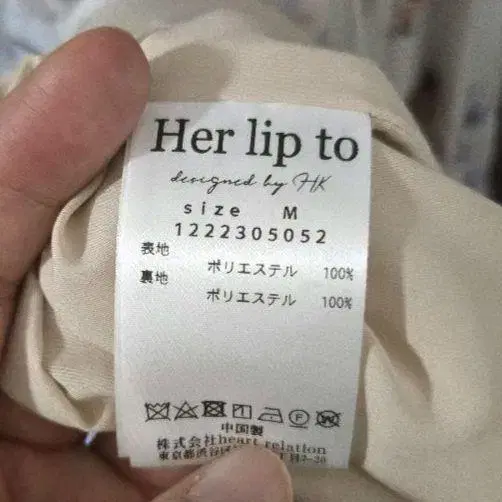 Her lip to
designed by HK
size M
1222305052
表地
ポリエステル 100%
裏地
ポリエステル 100%
中国製
株式会社heart relation
東京都渋谷区